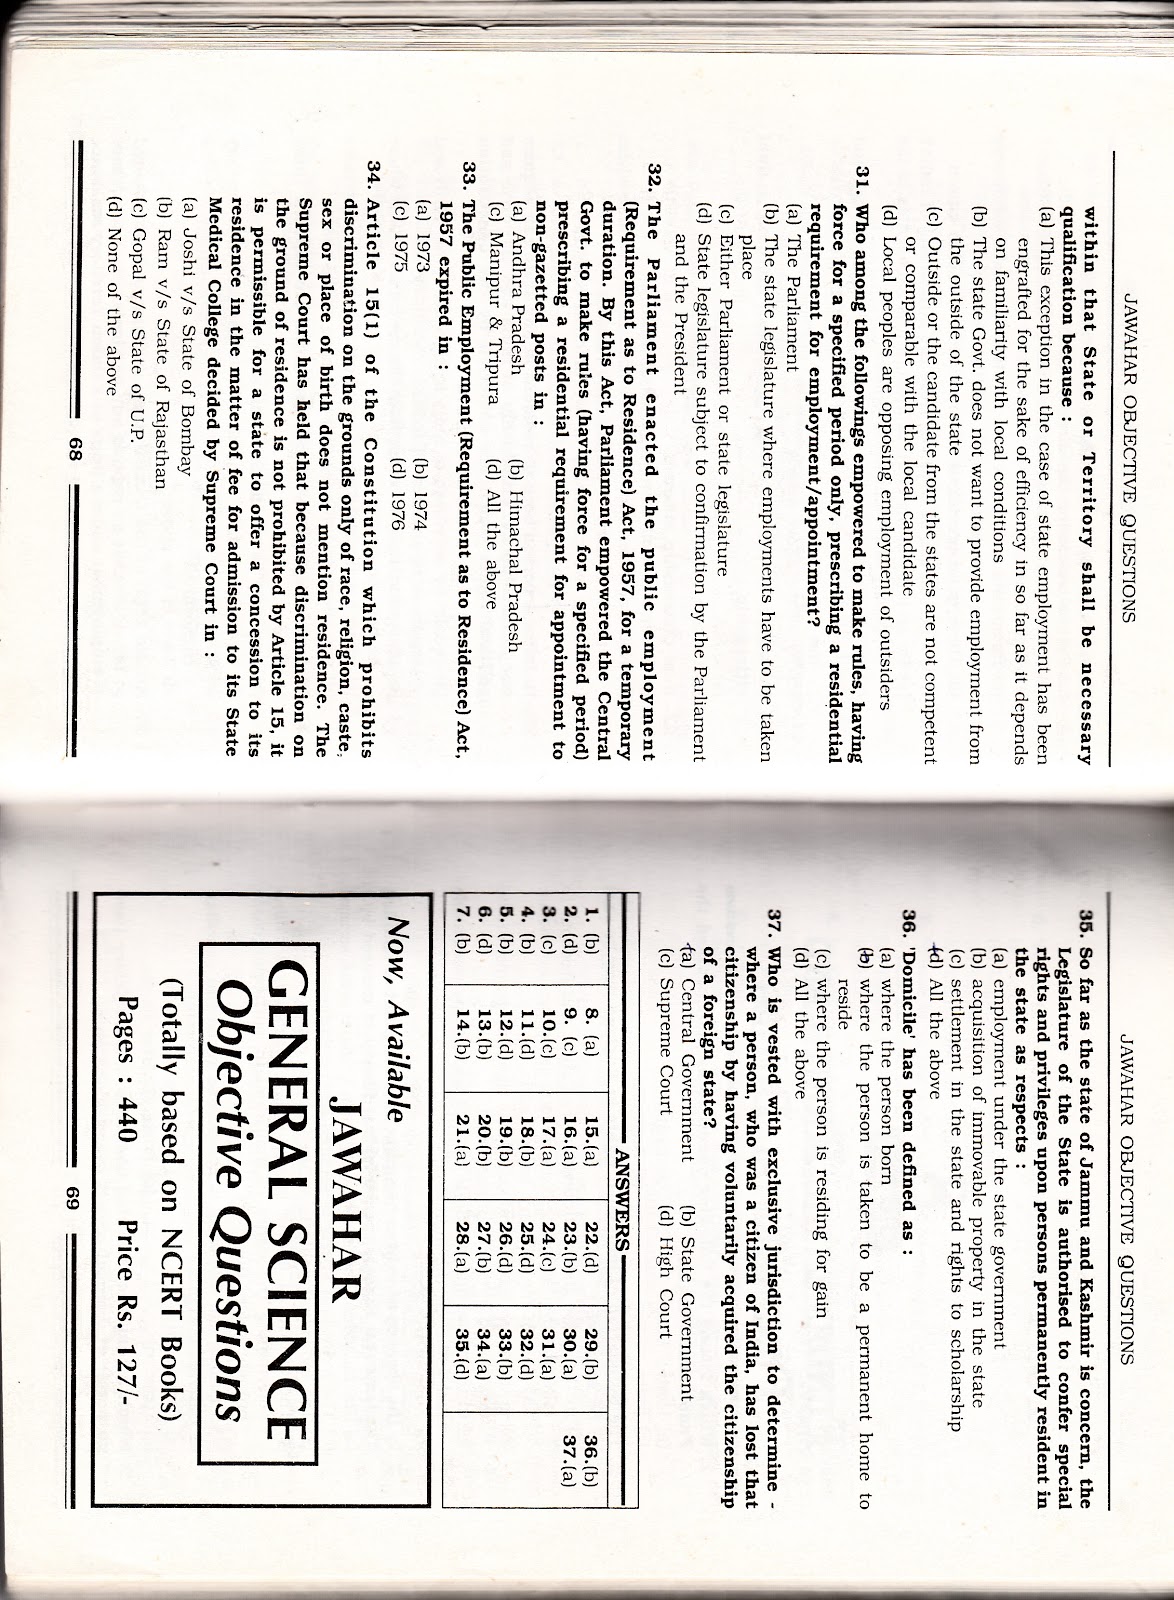 JAWAHAR OBJECTIVE QUESTIONS
within that State or Territory shall be necessary
qualification because :
(a) This exception in the case of state employment has been
engrafted for the sake of efficiency in so far as it depends
on familiarity with local conditions
(b) The state Govt. does not want to provide employment from
the outside of the state
(c) Outside or the candidate from the states are not competent
or comparable with the local candidate
(d) Local peoples are opposing employment of outsiders
31. Who among the followings empowered to make rules, having
force for a specified period only, prescribing a residential
requirement for employment/appointment?
(a) The Parliament
(b) The state legislature where employments have to be taken
place
(c) Either Parliament or state legislature
(d) State legislature subject to confirmation by the Parliament
and the President
32. The Parliament enacted the public employment
(Requirement as to Residence) Act, 1957, for a temporary
duration. By this Act, Parliament empowered the Central
Govt. to make rules (having force for a specified period)
prescribing a residential requirement for appointment to
non-gazetted posts in :
(a) Andhra Pradesh (b) Himachal Pradesh
(c) Manipur & Tripura (d) All the above
33. The Public Employment (Requirement as to Residence) Act,
1957 expired in :
(a) 1973 (b) 1974
(c) 1975 (d) 1976
34. Article 15(1) of the Constitution which prohibits
discrimination on the grounds only of race, religion, caste,
sex or place of birth does not mention residence. The
Supreme Court has held that because discrimination on
the ground of residence is not prohibited by Article 15, it
is permissible for a state to offer a concession to its
residence in the matter of fee for admission to its State
Medical College decided by Supreme Court in :
(a) Joshi v/s State of Bombay
(b) Ram v/s State of Rajasthan
(c) Gopal v/s State of U.P.
(d) None of the above
68
JAWAHAR OBJECTIVE QUESTIONS
35. So far as the state of Jammu and Kashmir is concern, the
Legislature of the State is authorised to confer special
rights and privileges upon persons permanently resident in
the state as respects :
(a) employment under the state government
(b) acquisition of immovable property in the state
(c) settlement in the state and rights to scholarship
(d) All the above
36. 'Domicile' has been defined as :
(a) where the person born
(b) where the person is taken to be a permanent home to
reside
(c) where the person is residing for gain
(d) All the above
37. Who is vested with exclusive jurisdiction to determine -
where a person, who was a citizen of India, has lost that
citizenship by having voluntarily acquired the citizenship
of a foreign state?
(a) Central Government (b) State Government
(c) Supreme Court (d) High Court
ANSWERS
1. (b) 8. (a) 15.(a) 22.(d) 29.(b) 36.(b)
2. (d) 9. (c) 16.(a) 23.(b) 30.(a) 37.(a)
3. (c) 10.(c) 17.(a) 24.(c) 31.(a)
4. (b) 11.(d) 18.(b) 25.(d) 32.(d)
5. (b) 12.(d) 19.(b) 26.(d) 33.(b)
6. (d) 13.(b) 20.(b) 27.(b) 34.(a)
7. (b) 14.(b) 21.(a) 28.(a) 35.(d)
Now, Available
JAWAHAR
GENERAL SCIENCE
Objective Questions
(Totally based on NCERT Books)
Pages : 440 Price Rs. 127/-
69